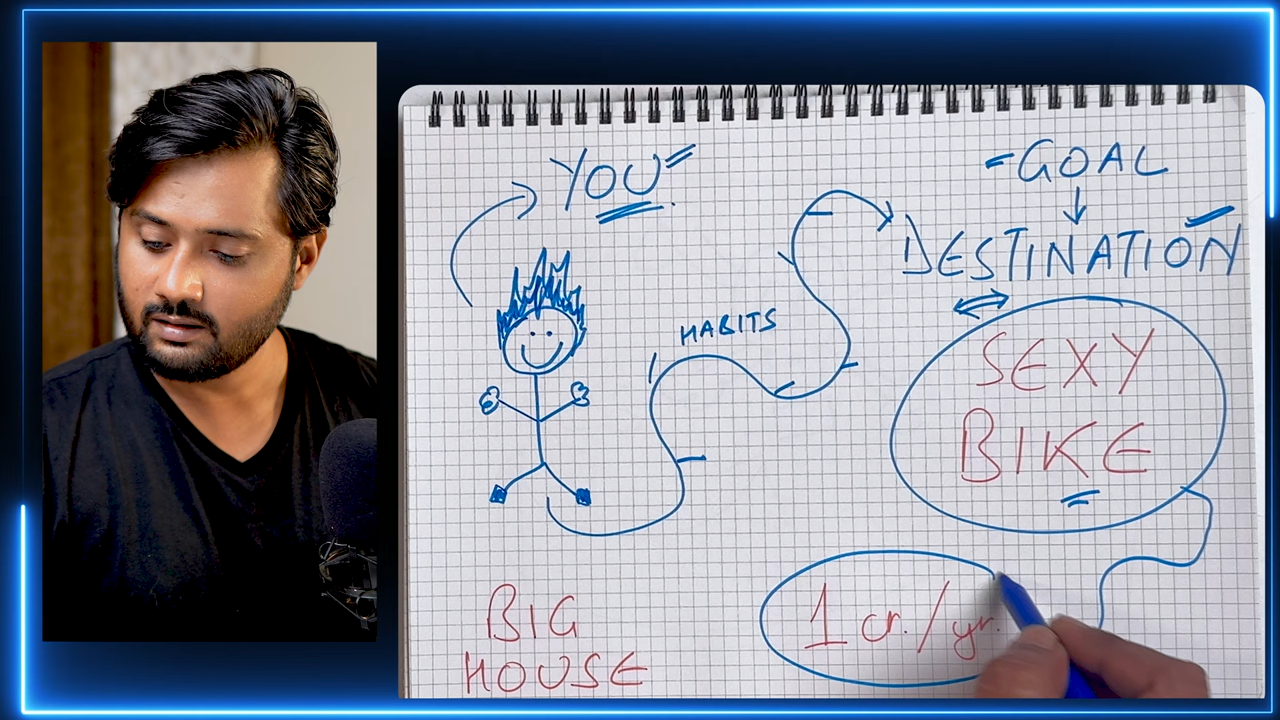 YOU
GOAL
DESTINATION
HABITS
SEXY
BIKE
1 cr. / yr.
BIG
HOUSE